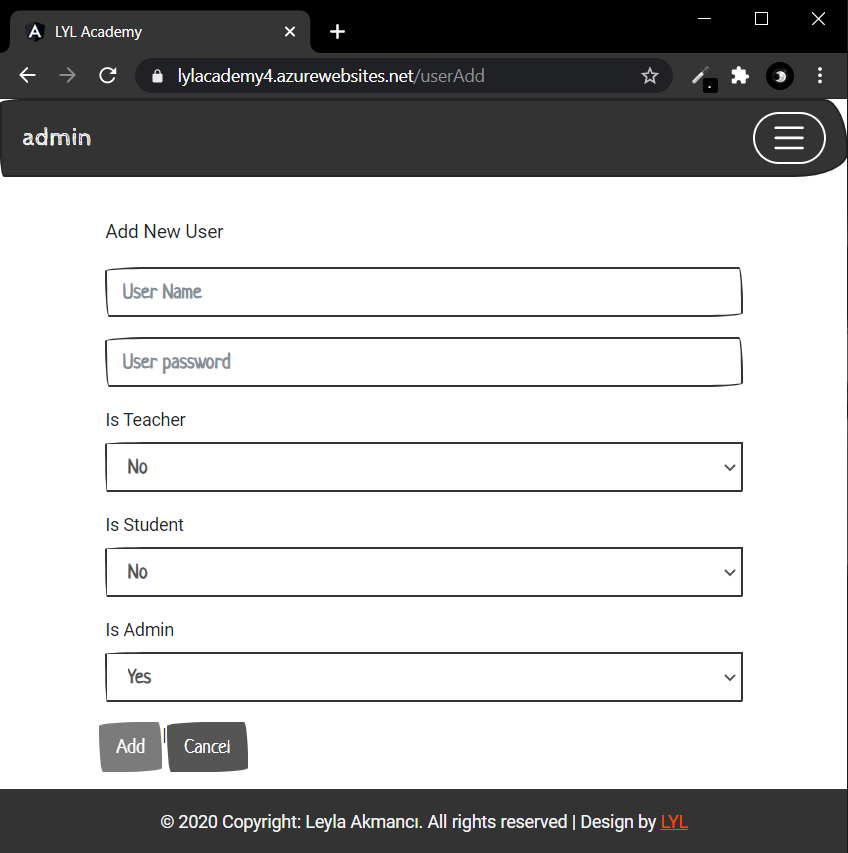 LYL Academy
lylacademy4.azurewebsites.net/userAdd
admin
Add New User
User Name
User password
Is Teacher
No
Is Student
No
Is Admin
Yes
Add | Cancel
© 2020 Copyright: Leyla Akmancı. All rights reserved | Design by LYL